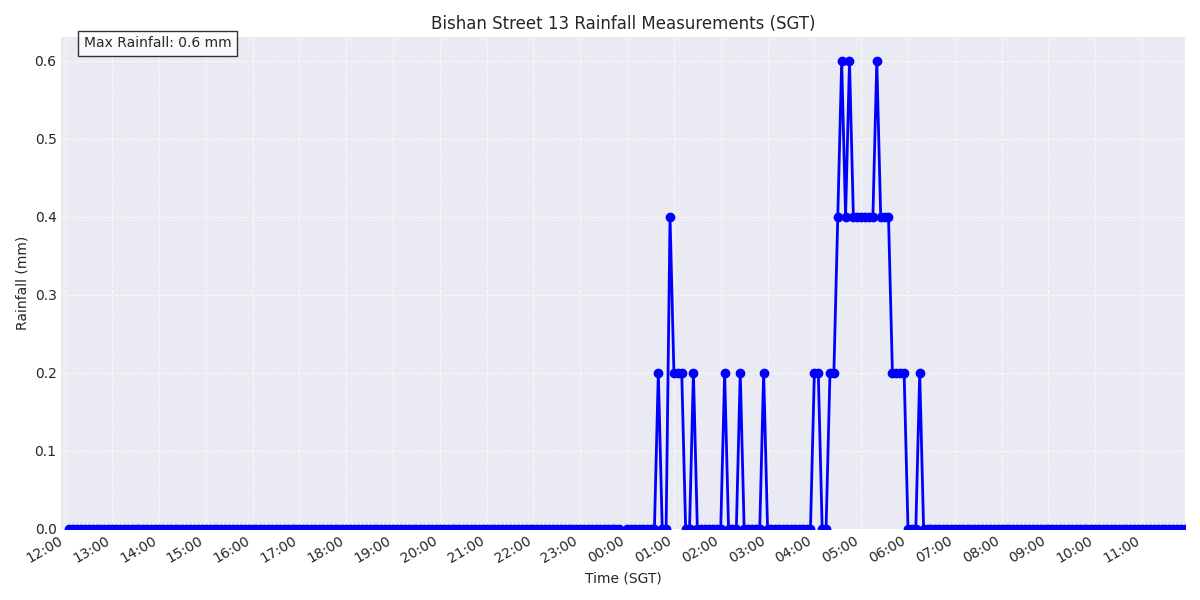 Bishan Street 13 Rainfall Measurements (SGT)
Max Rainfall: 0.6 mm
0.6
0.5
0.4
0.3
0.2
0.1
0.0
Rainfall (mm)
12:00 13:00 14:00 15:00 16:00 17:00 18:00 19:00 20:00 21:00 22:00 23:00 00:00 01:00 02:00 03:00 04:00 05:00 06:00 07:00 08:00 09:00 10:00 11:00
Time (SGT)